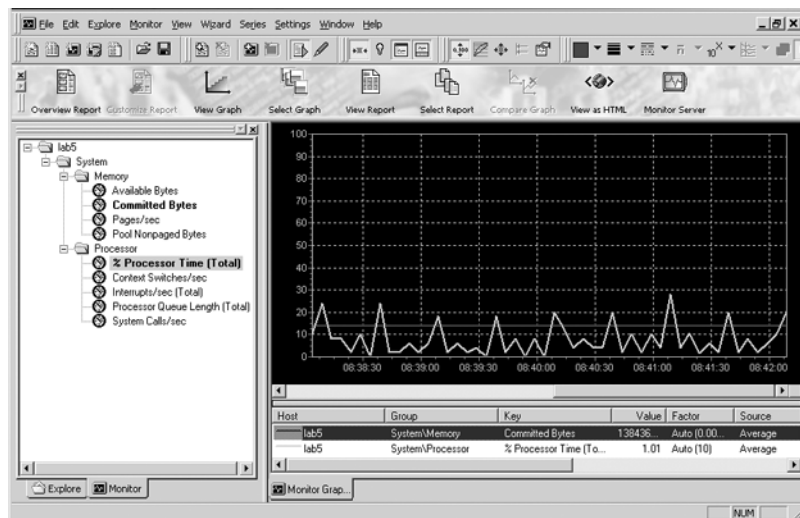 File Edit Explore Monitor View Wizard Series Settings Window Help
Overview Report Customize Report View Graph Select Graph View Report Select Report Compare Graph View as HTML Monitor Server
lab5
System
Memory
Available Bytes
Committed Bytes
Pages/sec
Pool Nonpaged Bytes
Processor
% Processor Time (Total)
Context Switches/sec
Interrupts/sec (Total)
Processor Queue Length (Total)
System Calls/sec
100
90
80
70
60
50
40
30
20
10
0
08:38:30 08:39:00 08:39:30 08:40:00 08:40:30 08:41:00 08:41:30 08:42:00
Host Group Key Value Factor Source
lab5 System\Memory Committed Bytes 138436... Auto (0.00... Average
lab5 System\Processor % Processor Time (To... 1.01 Auto (10) Average
Explore Monitor
Monitor Grap...
NUM